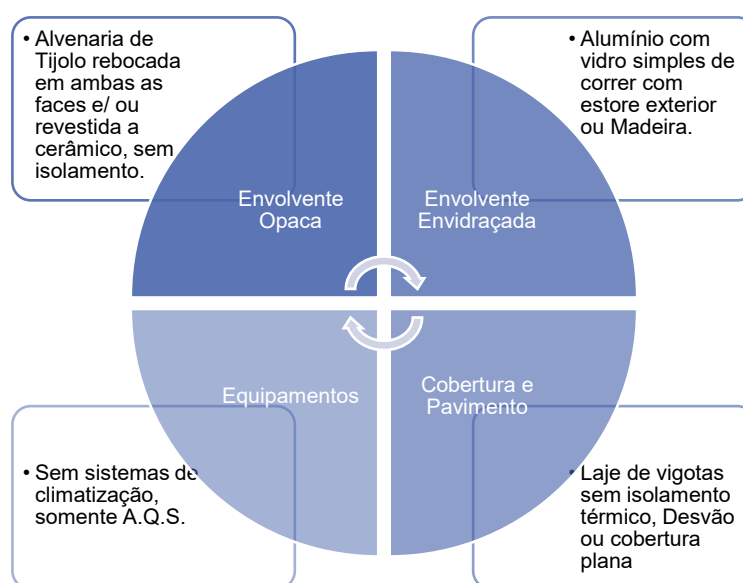 • Alvenaria de
Tijolo rebocada
em ambas as
faces e/ ou
revestida a
cerâmico, sem
isolamento.
• Alumínio com
vidro simples de
correr com
estore exterior
ou Madeira.
Envolvente
Opaca
Envolvente
Envidraçada
Equipamentos
Cobertura e
Pavimento
• Sem sistemas de
climatização,
somente A.Q.S.
• Laje de vigotas
sem isolamento
térmico, Desvão
ou cobertura
plana